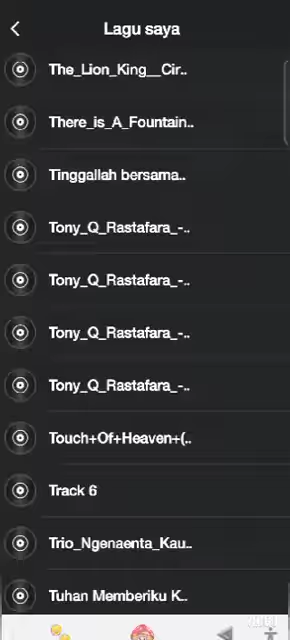 Lagu saya
The_Lion_King__Cir..
There_is_A_Fountain..
Tinggallah bersama..
Tony_Q_Rastafara_-..
Tony_Q_Rastafara_-..
Tony_Q_Rastafara_-..
Tony_Q_Rastafara_-..
Touch+Of+Heaven+(..
Track 6
Trio_Ngenaenta_Kau..
Tuhan Memberiku K..